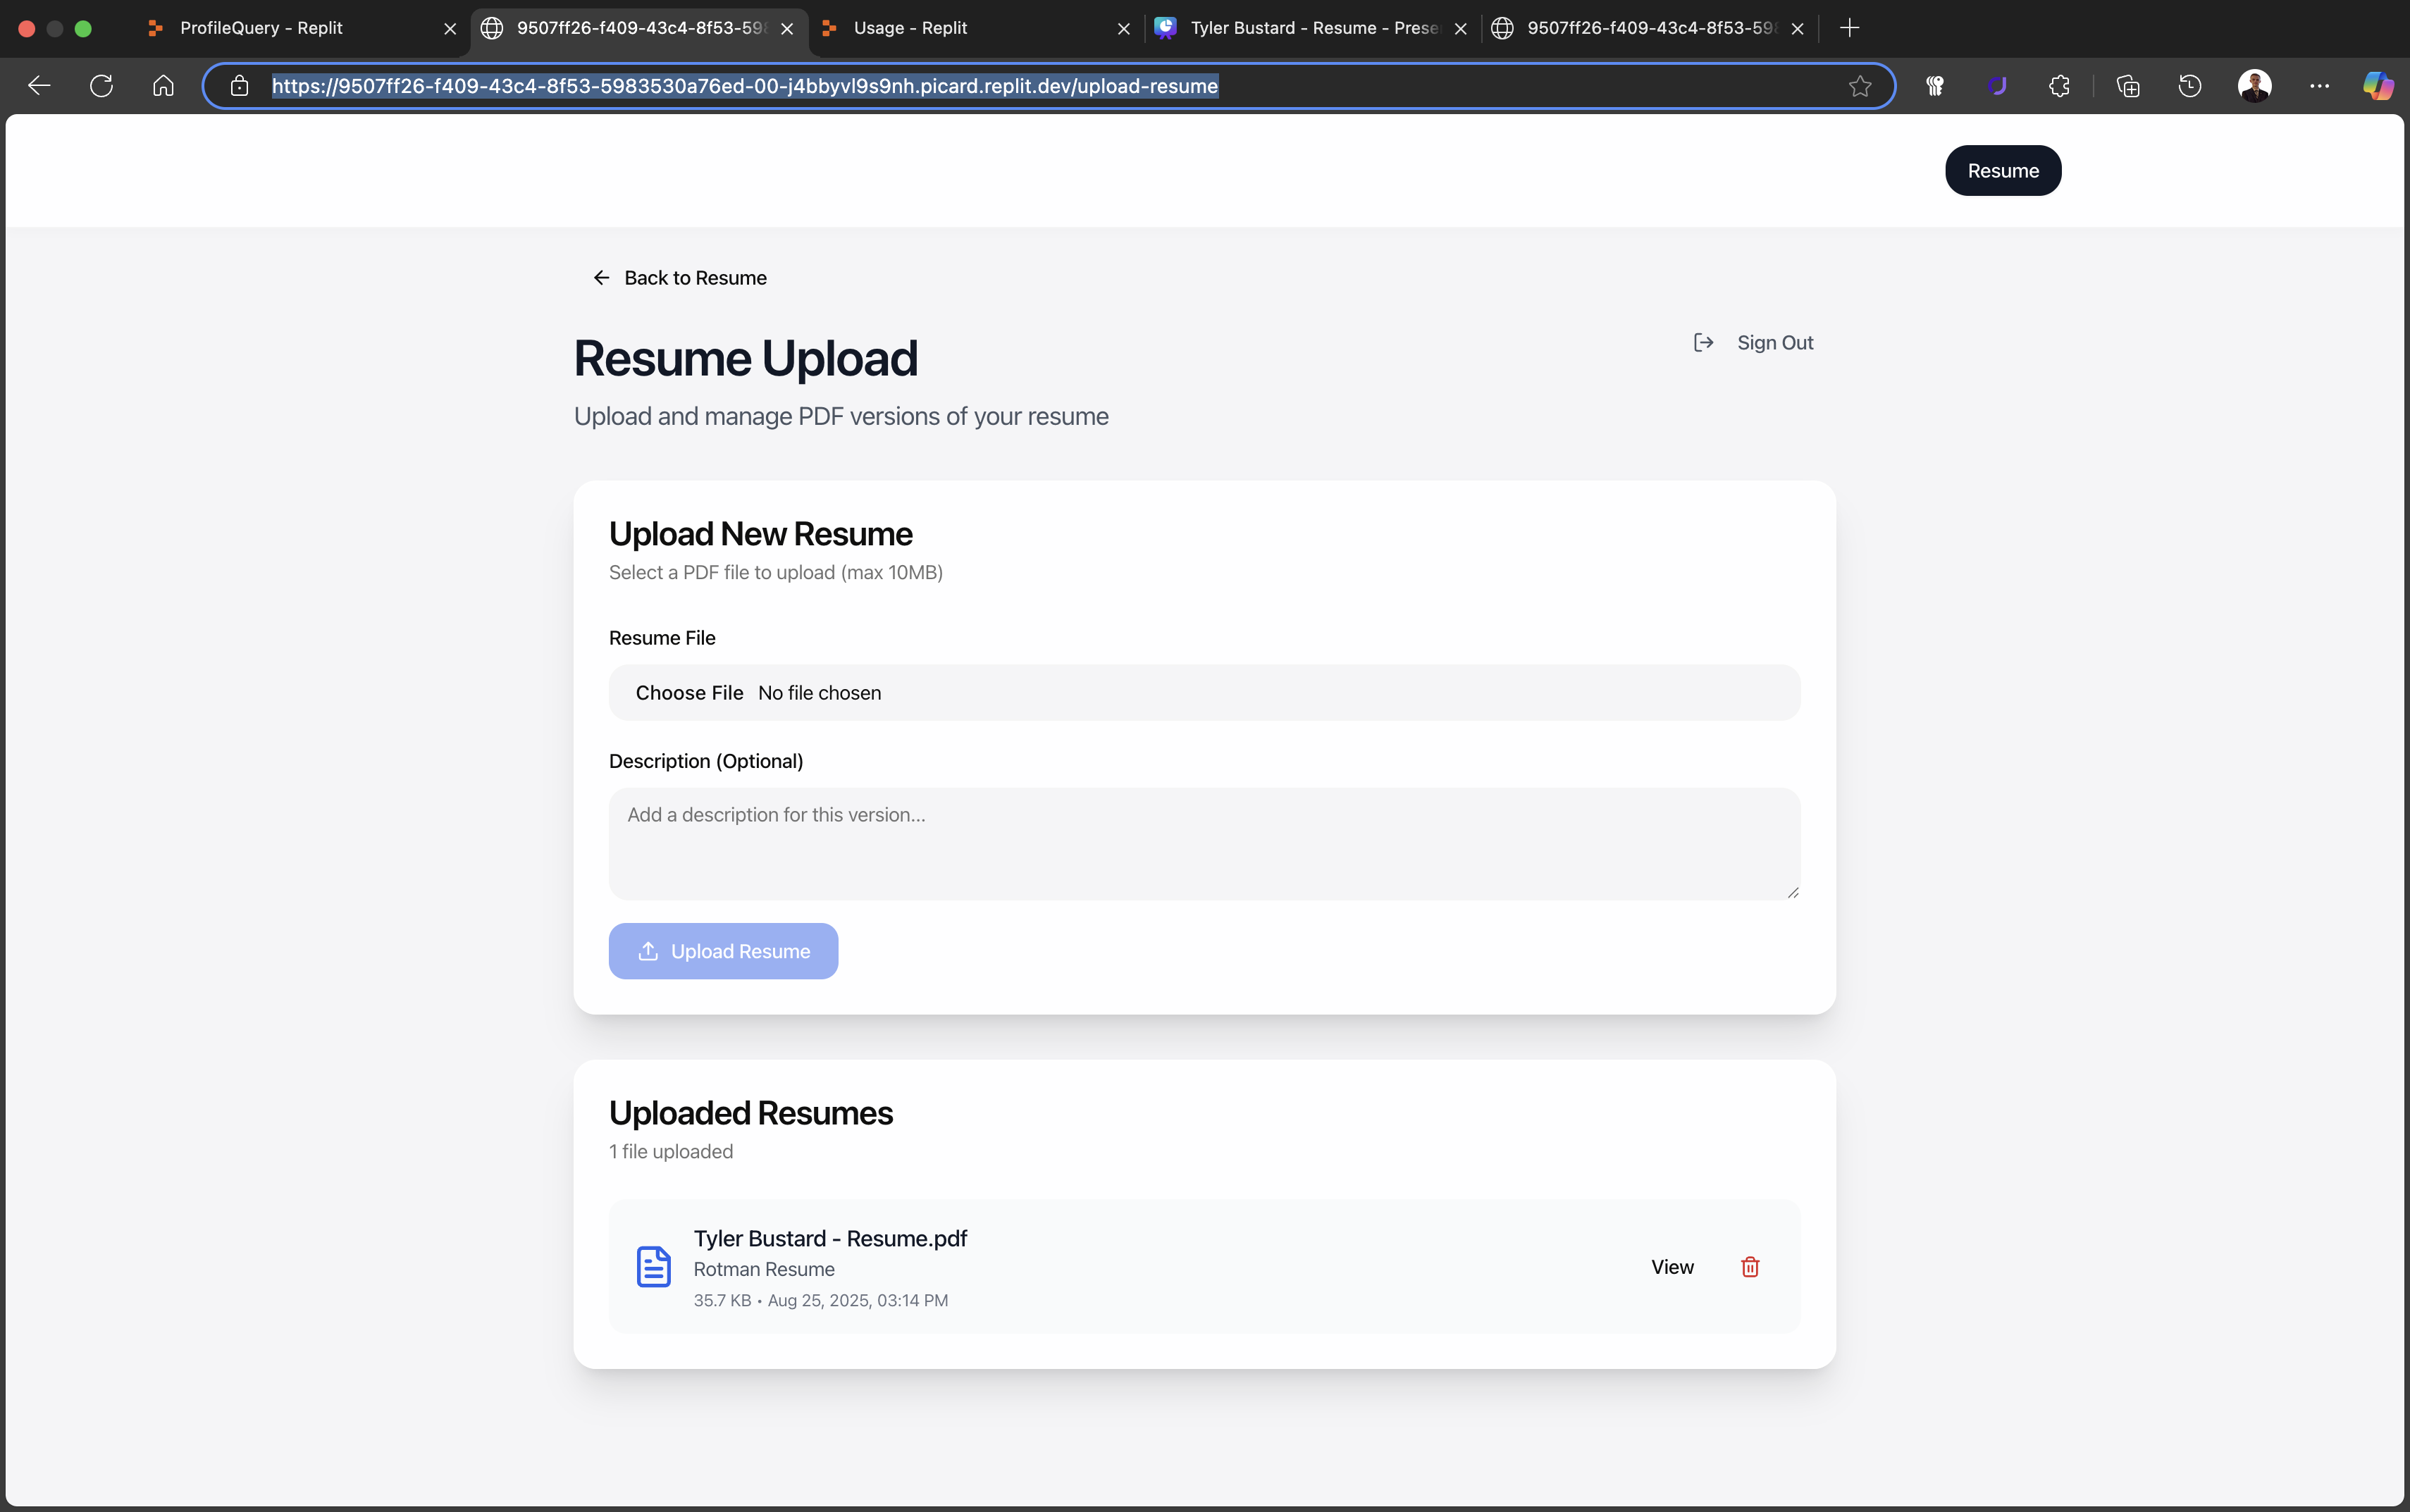 ProfileQuery - Replit
9507ff26-f409-43c4-8f53-598
Usage - Replit
Tyler Bustard - Resume - Prese
9507ff26-f409-43c4-8f53-598
https://9507ff26-f409-43c4-8f53-5983530a76ed-00-j4bbyvl9s9nh.picard.replit.dev/upload-resume
Resume
Back to Resume
Resume Upload
Sign Out
Upload and manage PDF versions of your resume
Upload New Resume
Select a PDF file to upload (max 10MB)
Resume File
Choose File No file chosen
Description (Optional)
Add a description for this version...
Upload Resume
Uploaded Resumes
1 file uploaded
Tyler Bustard - Resume.pdf
Rotman Resume
View
35.7 KB • Aug 25, 2025, 03:14 PM